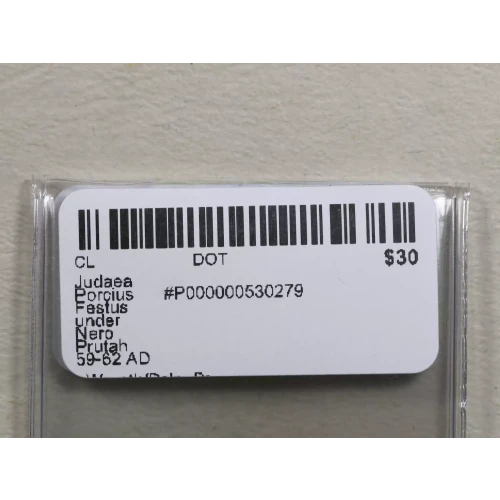 CL DOT $30
Judaea
Porcius #P000000530279
Festus
under
Nero
Prutah
59-62 AD